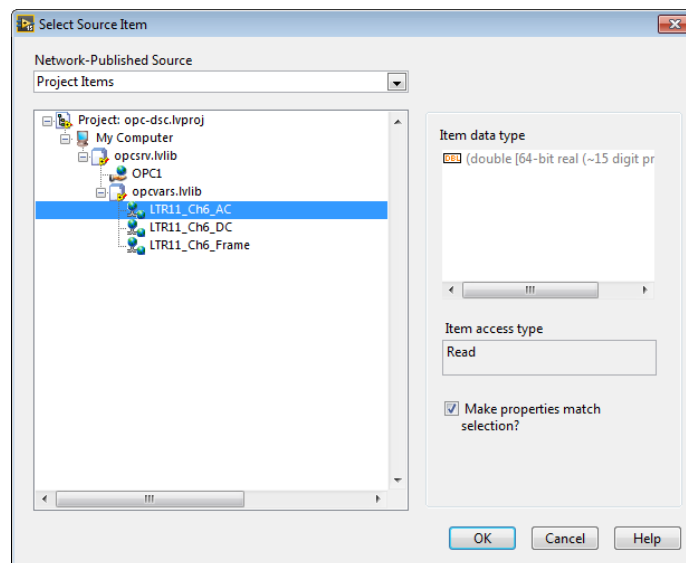 Select Source Item
Network-Published Source
Project Items
Project: opc-dsc.lvproj
My Computer
opcsrv.lvlib
OPC1
opcvars.lvlib
LTR11_Ch6_AC
LTR11_Ch6_DC
LTR11_Ch6_Frame
Item data type
DBL (double [64-bit real (~15 digit pr
Item access type
Read
Make properties match
selection?
OK Cancel Help